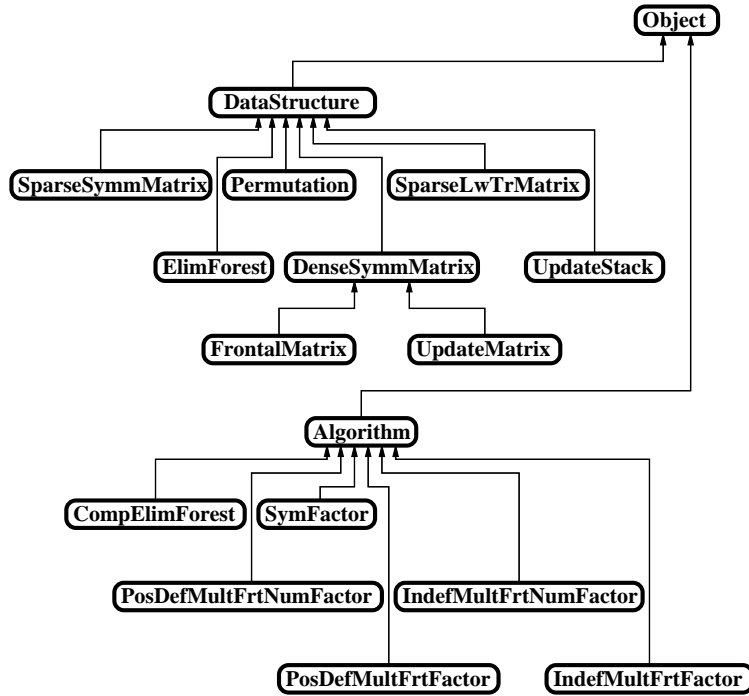 Object
DataStructure
SparseSymmMatrix
Permutation
SparseLwTrMatrix
ElimForest
DenseSymmMatrix
UpdateStack
FrontalMatrix
UpdateMatrix
Algorithm
CompElimForest
SymFactor
PosDefMultFrtNumFactor
IndefMultFrtNumFactor
PosDefMultFrtFactor
IndefMultFrtFactor